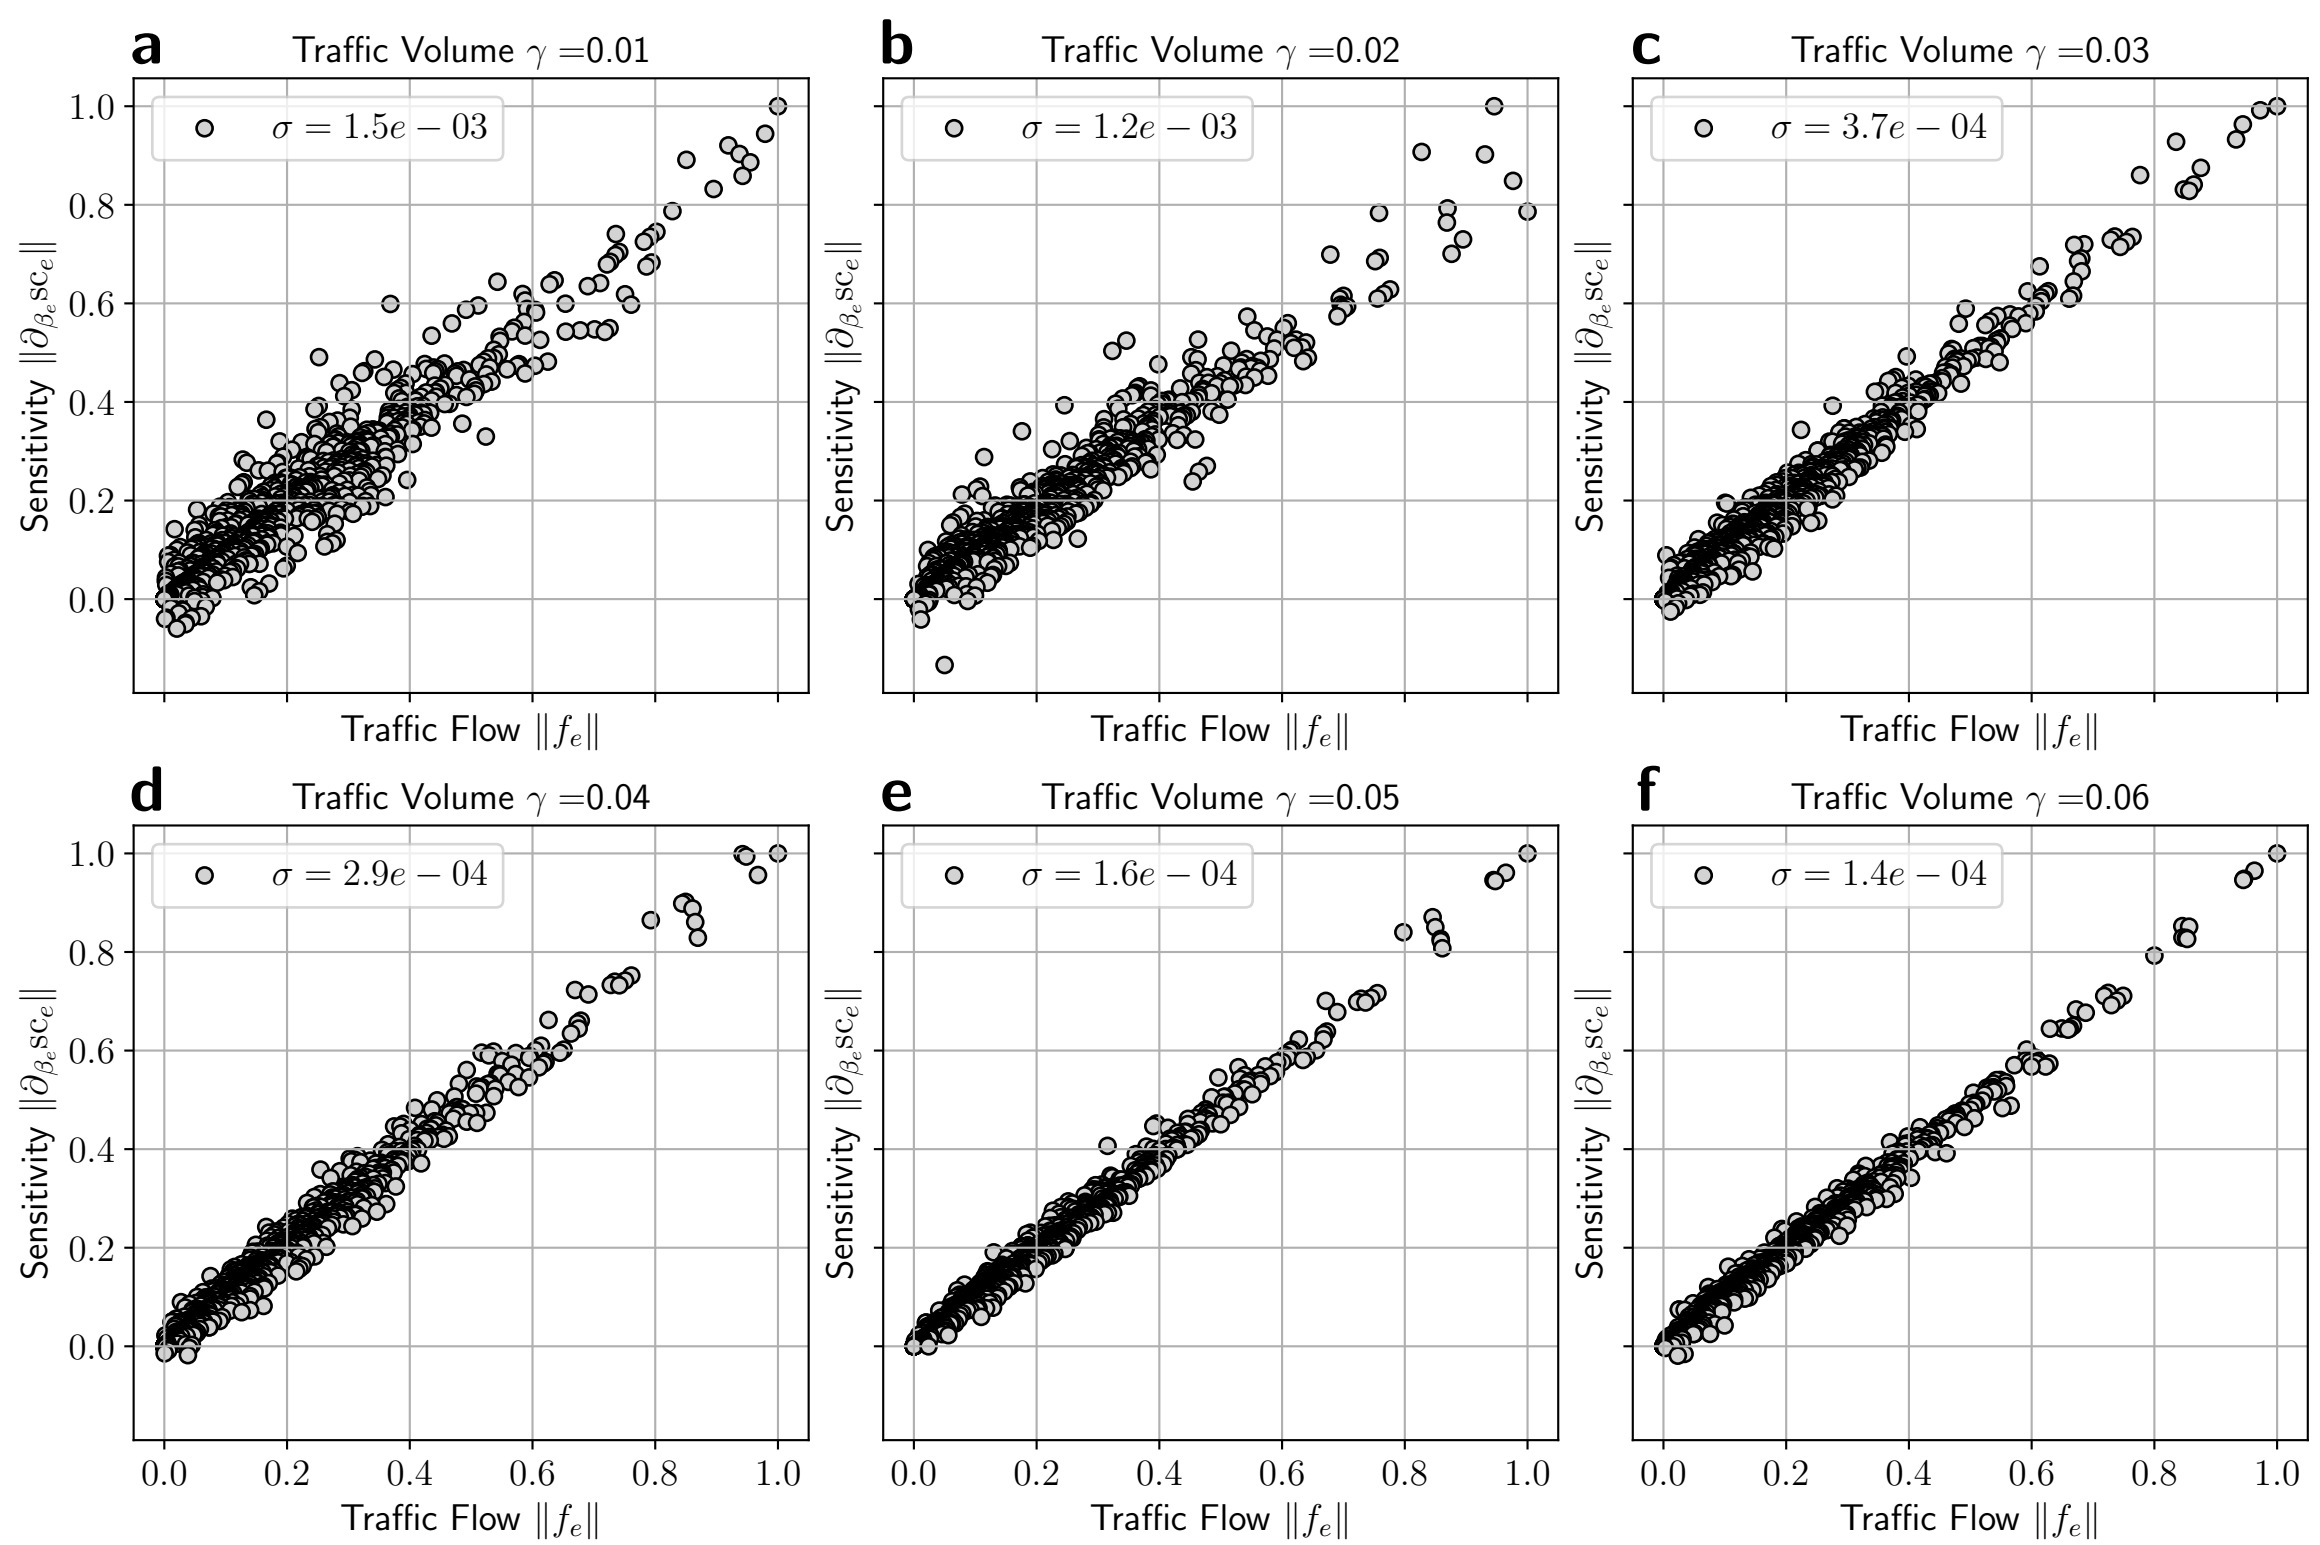 a Traffic Volume γ =0.01
b Traffic Volume γ =0.02
c Traffic Volume γ =0.03
σ = 1.5e − 03
σ = 1.2e − 03
σ = 3.7e − 04
1.0
0.8
0.6
0.4
0.2
0.0
Sensitivity ‖∂βₑscₑ‖
Sensitivity ‖∂βₑscₑ‖
Sensitivity ‖∂βₑscₑ‖
Traffic Flow ‖fₑ‖
Traffic Flow ‖fₑ‖
Traffic Flow ‖fₑ‖
d Traffic Volume γ =0.04
e Traffic Volume γ =0.05
f Traffic Volume γ =0.06
σ = 2.9e − 04
σ = 1.6e − 04
σ = 1.4e − 04
1.0
0.8
0.6
0.4
0.2
0.0
Sensitivity ‖∂βₑscₑ‖
Sensitivity ‖∂βₑscₑ‖
Sensitivity ‖∂βₑscₑ‖
0.0 0.2 0.4 0.6 0.8 1.0
0.0 0.2 0.4 0.6 0.8 1.0
0.0 0.2 0.4 0.6 0.8 1.0
Traffic Flow ‖fₑ‖
Traffic Flow ‖fₑ‖
Traffic Flow ‖fₑ‖